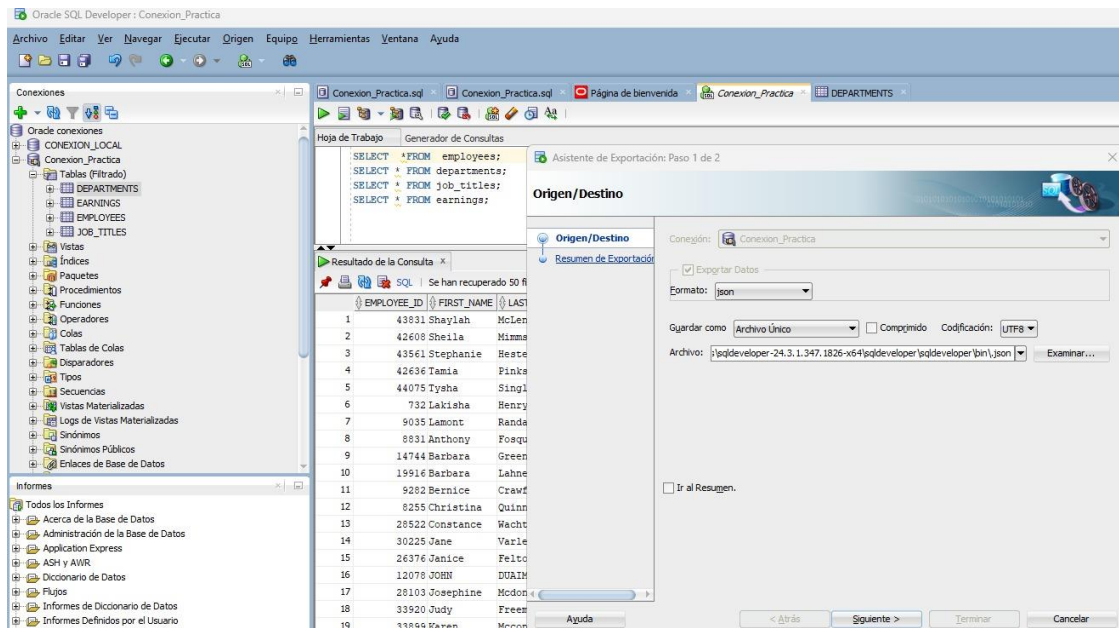 Oracle SQL Developer : Conexion_Practica
Archivo Editar Ver Navegar Ejecutar Origen Equipo Herramientas Ventana Ayuda
Conexiones
Oracle conexiones
CONEXION_LOCAL
Conexion_Practica
Tablas (Filtrado)
DEPARTMENTS
EARNINGS
EMPLOYEES
JOB_TITLES
Vistas
Índices
Paquetes
Procedimientos
Funciones
Operadores
Colas
Tablas de Colas
Disparadores
Tipos
Secuencias
Vistas Materializadas
Logs de Vistas Materializadas
Sinónimos
Sinónimos Públicos
Enlaces de Base de Datos
Informes
Todos los Informes
Acerca de la Base de Datos
Administración de la Base de Datos
Application Express
ASH y AWR
Diccionario de Datos
Flujos
Informes de Diccionario de Datos
Informes Definidos por el Usuario
Conexion_Practica.sql Conexion_Practica.sql Página de bienvenida Conexion_Practica DEPARTMENTS
Hoja de Trabajo Generador de Consultas
SELECT *FROM employees;
SELECT * FROM departments;
SELECT * FROM job_titles;
SELECT * FROM earnings;
Resultado de la Consulta x
SQL | Se han recuperado 50 fi
EMPLOYEE_ID FIRST_NAME LAST
1 43831 Shaylah McLen
2 42608 Sheila Mimms
3 43561 Stephanie Heste
4 42636 Tamia Pinks
5 44075 Tysha Singl
6 732 Lakisha Henry
7 9035 Lamont Randa
8 8831 Anthony Fosqu
9 14744 Barbara Green
10 19916 Barbara Lahne
11 9282 Bernice Crawf
12 8255 Christina Quinn
13 28522 Constance Wacht
14 30225 Jane Varle
15 26376 Janice Felto
16 12078 JOHN DUAIM
17 28103 Josephine Mcdon
18 33920 Judy Freem
19 33899 Karen Mccon
Asistente de Exportación: Paso 1 de 2
Origen/Destino
Origen/Destino
Resumen de Exportación
Conexión: Conexion_Practica
Exportar Datos
Formato: json
Guardar como Archivo Único Comprimido Codificación: UTF8
Archivo: :\sqldeveloper-24.3.1.347.1826-x64\sqldeveloper\sqldeveloper\bin\.json Examinar...
Ir al Resumen.
Ayuda < Atrás Siguiente > Terminar Cancelar